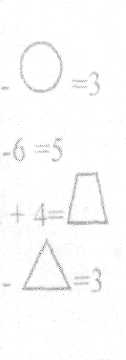 - ○ =3
-6 =5
+ 4= ⏢
- △ =3